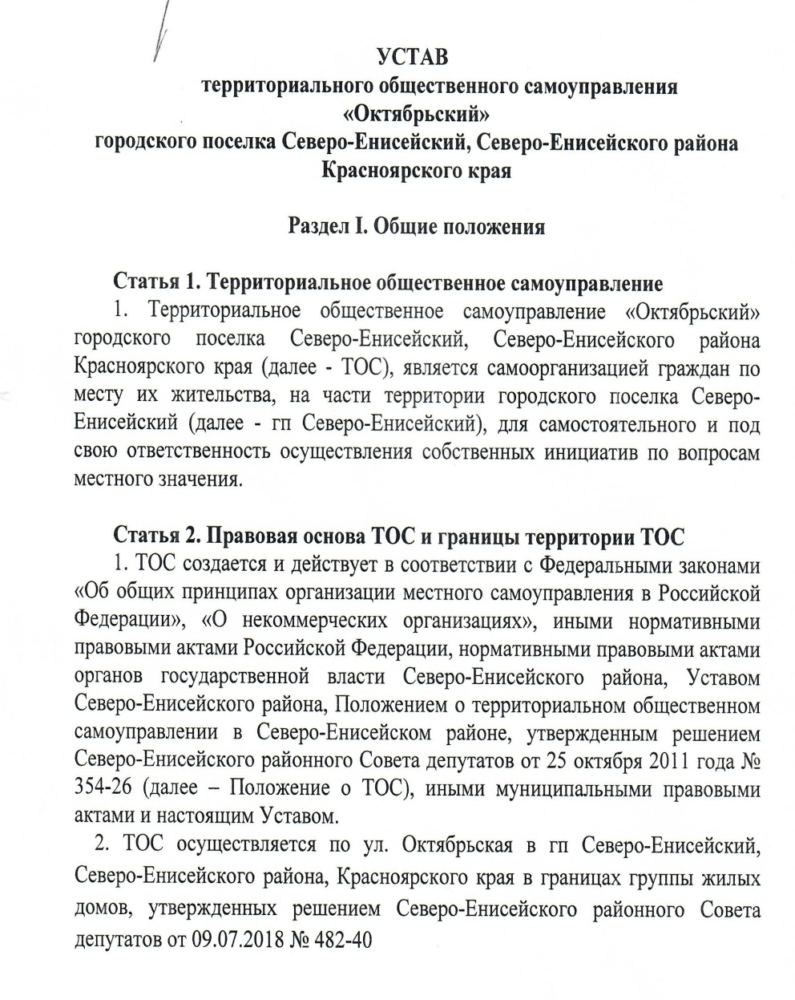 УСТАВ
территориального общественного самоуправления
«Октябрьский»
городского поселка Северо-Енисейский, Северо-Енисейского района
Красноярского края
Раздел I. Общие положения
Статья 1. Территориальное общественное самоуправление
1. Территориальное общественное самоуправление «Октябрьский»
городского поселка Северо-Енисейский, Северо-Енисейского района
Красноярского края (далее - ТОС), является самоорганизацией граждан по
месту их жительства, на части территории городского поселка Северо-
Енисейский (далее - гп Северо-Енисейский), для самостоятельного и под
свою ответственность осуществления собственных инициатив по вопросам
местного значения.
Статья 2. Правовая основа ТОС и границы территории ТОС
1. ТОС создается и действует в соответствии с Федеральными законами
«Об общих принципах организации местного самоуправления в Российской
Федерации», «О некоммерческих организациях», иными нормативными
правовыми актами Российской Федерации, нормативными правовыми актами
органов государственной власти Северо-Енисейского района, Уставом
Северо-Енисейского района, Положением о территориальном общественном
самоуправлении в Северо-Енисейском районе, утвержденным решением
Северо-Енисейского районного Совета депутатов от 25 октября 2011 года №
354-26 (далее – Положение о ТОС), иными муниципальными правовыми
актами и настоящим Уставом.
2. ТОС осуществляется по ул. Октябрьская в гп Северо-Енисейский,
Северо-Енисейского района, Красноярского края в границах группы жилых
домов, утвержденных решением Северо-Енисейского районного Совета
депутатов от 09.07.2018 № 482-40